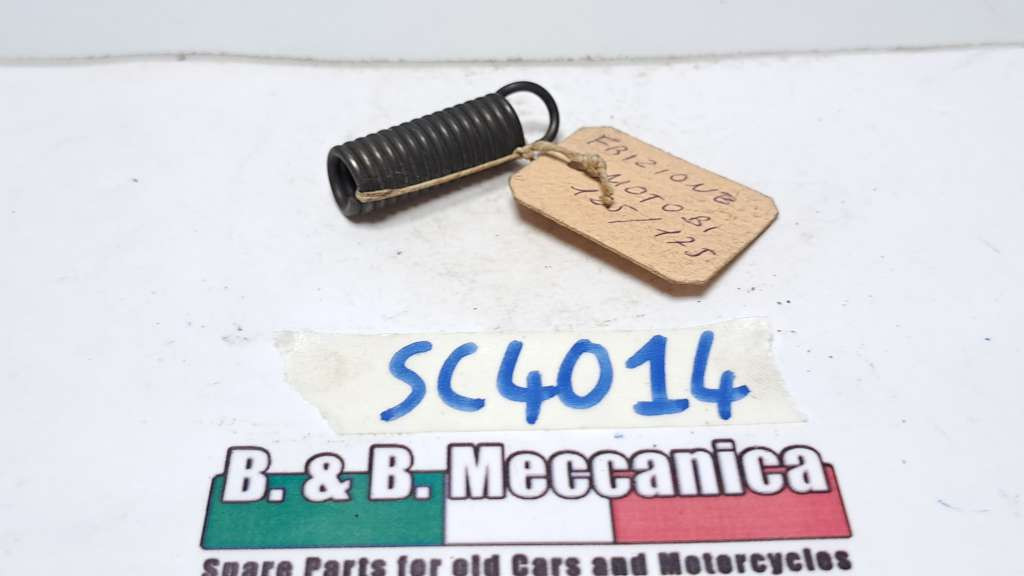 FRIZIONE
MOTOBI
125/175
SC4014
B. & B. Meccanica
Spare Parts for old Cars and Motorcycles